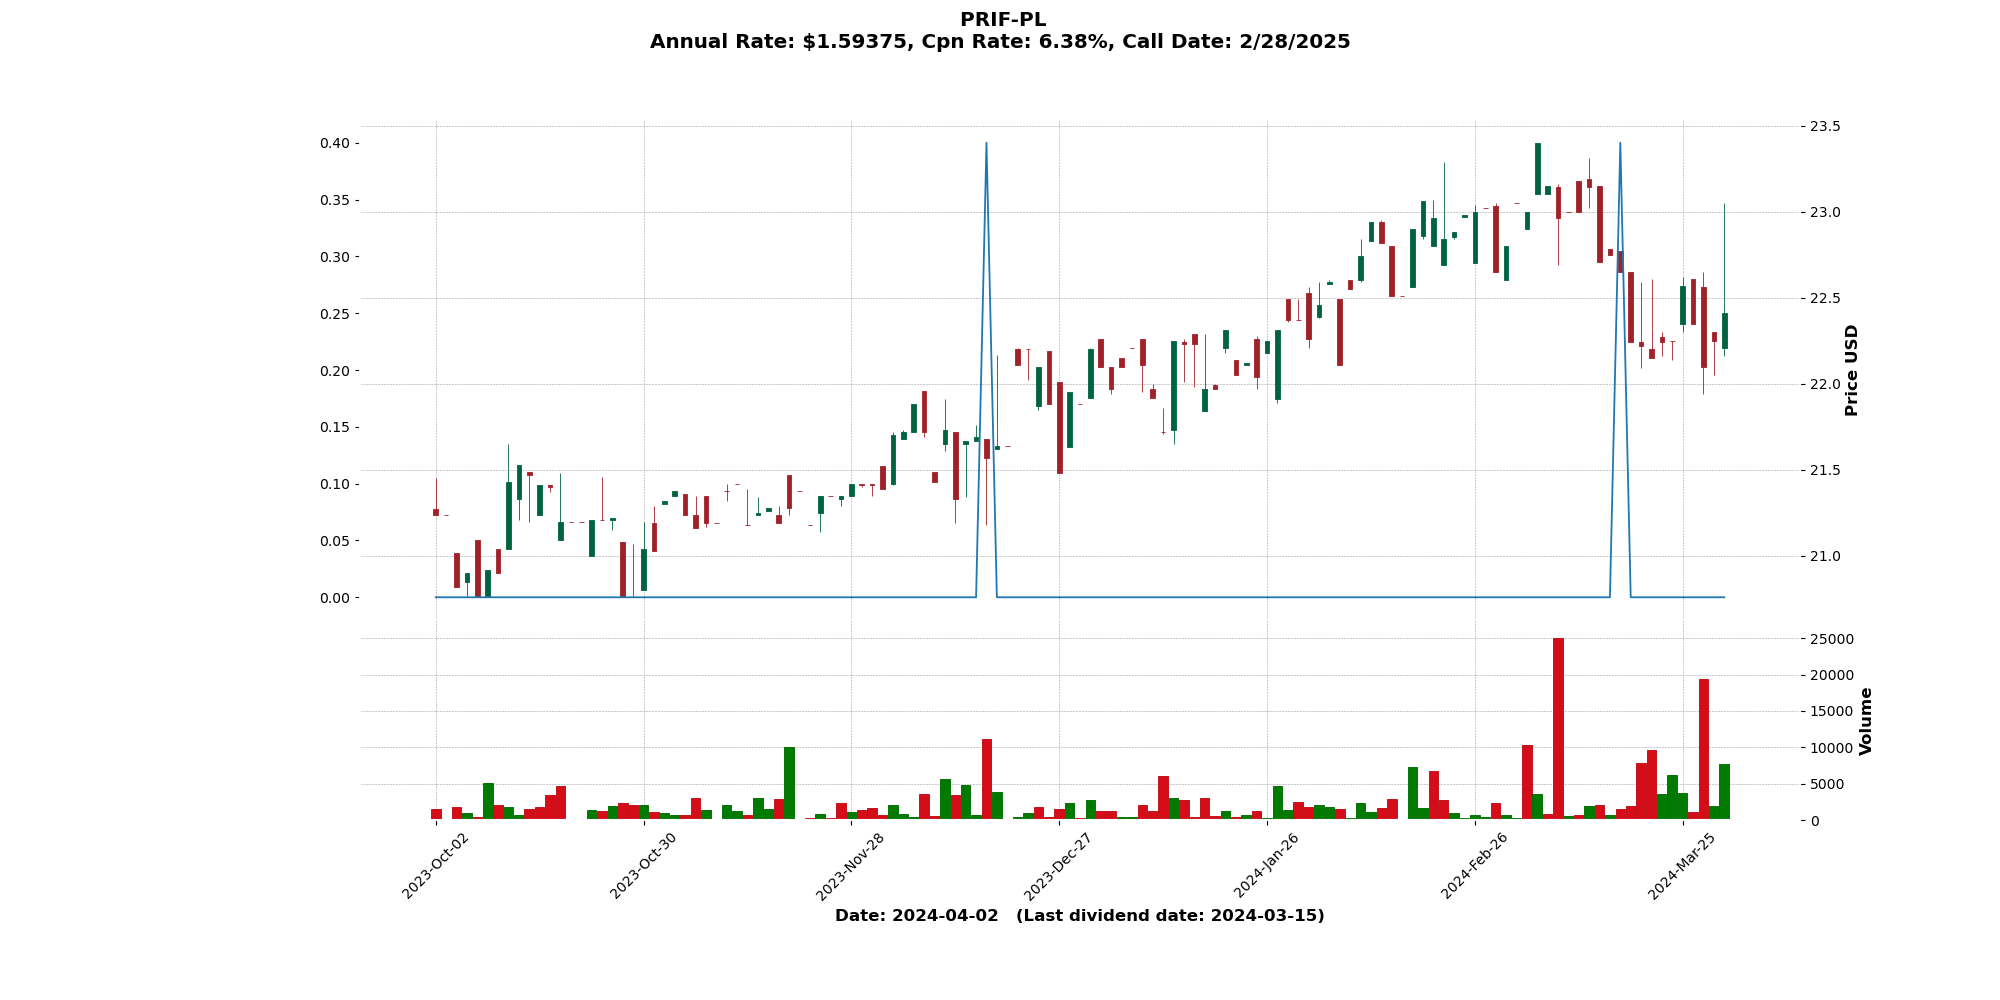 PRIF-PL
Annual Rate: $1.59375, Cpn Rate: 6.38%, Call Date: 2/28/2025
0.40
0.35
0.30
0.25
0.20
0.15
0.10
0.05
0.00
23.5
23.0
22.5
22.0
21.5
21.0
Price USD
25000
20000
15000
10000
5000
0
Volume
2023-Oct-02
2023-Oct-30
2023-Nov-28
2023-Dec-27
2024-Jan-26
2024-Feb-26
2024-Mar-25
Date: 2024-04-02 (Last dividend date: 2024-03-15)